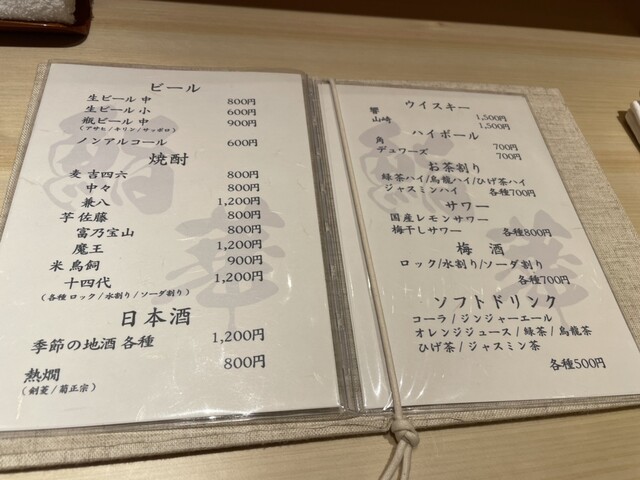 ビール
生ビール 中 800円
生ビール 小 600円
瓶ビール 中 900円
(アサヒ/キリン/サッポロ)
ノンアルコール 600円
焼酎
麦 吉四六 800円
中々 800円
兼八 1,200円
芋 佐藤 800円
富乃宝山 800円
魔王 1,200円
米 鳥飼 900円
十四代 1,200円
(各種 ロック/水割り/ソーダ割り)
日本酒
季節の地酒 各種 1,200円
熱燗 800円
(剣菱/菊正宗)
ウイスキー
響 1,500円
山崎 1,500円
ハイボール
角 700円
デュワーズ 700円
お茶割り
緑茶ハイ/烏龍ハイ/ひげ茶ハイ
ジャスミンハイ 各種700円
サワー
国産レモンサワー
梅干しサワー 各種800円
梅酒
ロック/水割り/ソーダ割り
各種700円
ソフトドリンク
コーラ/ジンジャーエール
オレンジジュース/緑茶/烏龍茶
ひげ茶/ジャスミン茶
各種500円